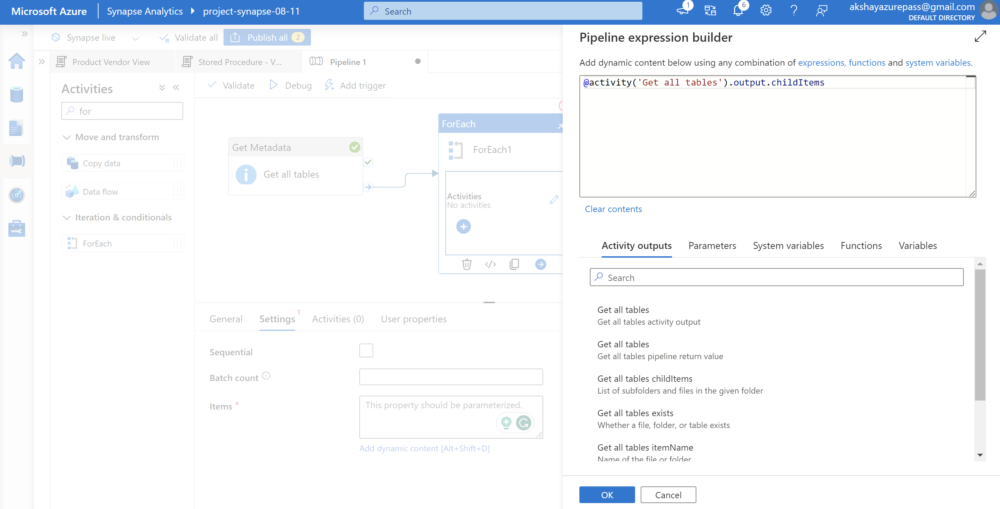 Microsoft Azure
Synapse Analytics
project-synapse-08-11
Search
1
6
akshayazurepass@gmail.com
DEFAULT DIRECTORY
Synapse live
Validate all
Publish all
2
Product Vendor View
Stored Procedure - V...
Pipeline 1
Activities
for
Move and transform
Copy data
Data flow
Iteration & conditionals
ForEach
Validate
Debug
Add trigger
Get Metadata
Get all tables
ForEach
ForEach1
Activities
No activities
General
Settings
1
Activities (0)
User properties
Sequential
Batch count
Items *
This property should be parameterized.
Add dynamic content [Alt+Shift+D]
Pipeline expression builder
Add dynamic content below using any combination of expressions, functions and system variables.
@activity('Get all tables').output.childItems
Clear contents
Activity outputs
Parameters
System variables
Functions
Variables
Search
Get all tables
Get all tables activity output
Get all tables
Get all tables pipeline return value
Get all tables childItems
List of subfolders and files in the given folder
Get all tables exists
Whether a file, folder, or table exists
Get all tables itemName
Name of the file or folder
OK
Cancel